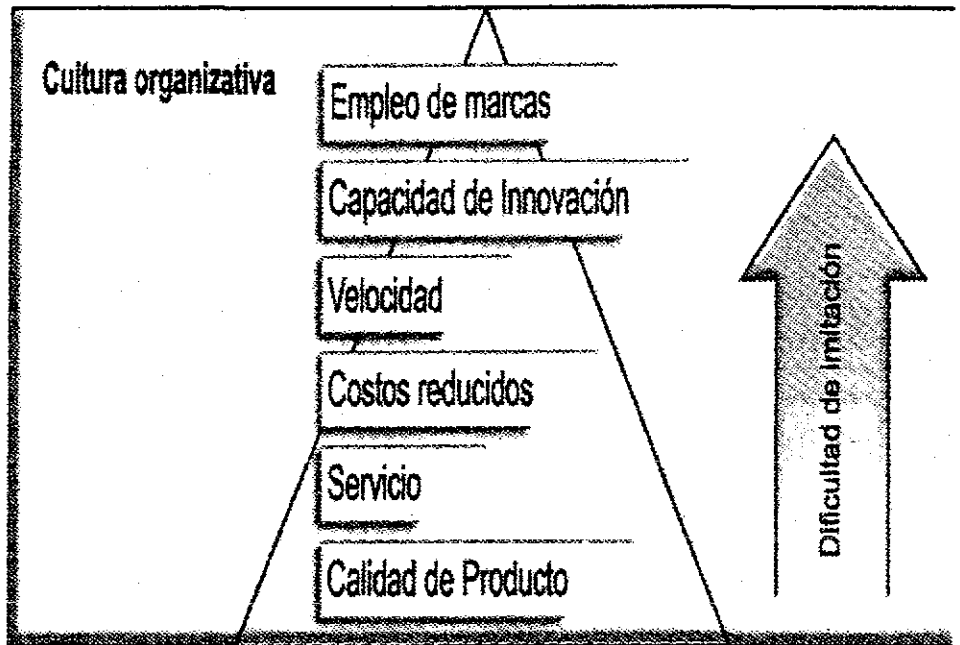 Cultura organizativa
Empleo de marcas
Capacidad de Innovación
Velocidad
Costos reducidos
Servicio
Calidad de Producto
Dificultad de Imitación